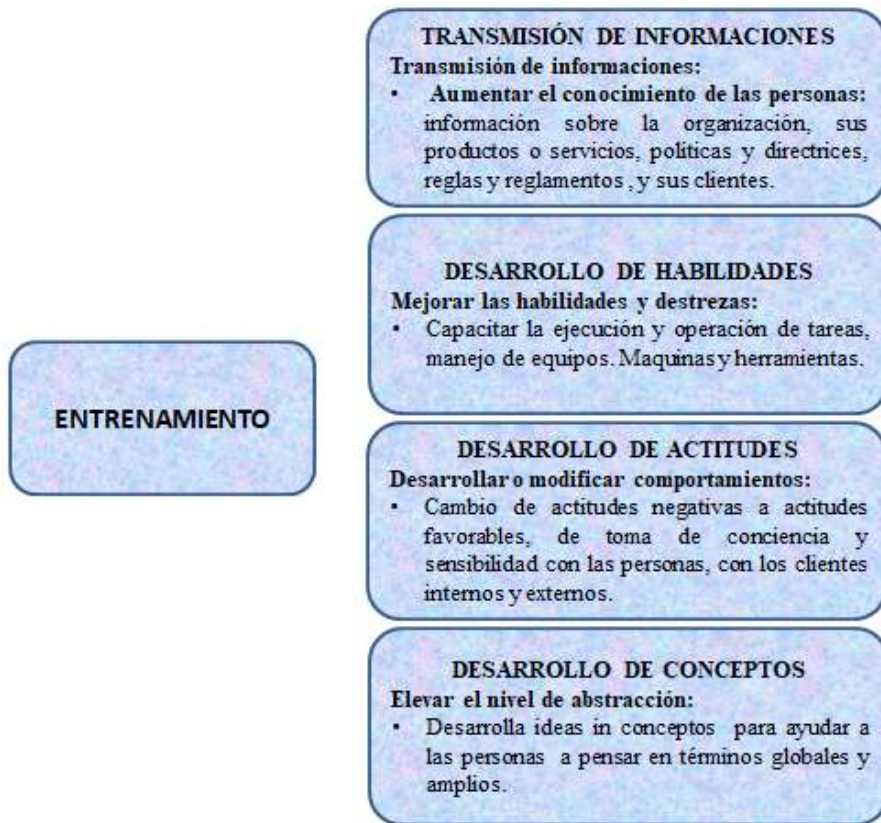 ENTRENAMIENTO
TRANSMISIÓN DE INFORMACIONES
Transmisión de informaciones:
• Aumentar el conocimiento de las personas:
información sobre la organización, sus
productos o servicios, políticas y directrices,
reglas y reglamentos , y sus clientes.
DESARROLLO DE HABILIDADES
Mejorar las habilidades y destrezas:
• Capacitar la ejecución y operación de tareas,
manejo de equipos. Maquinas y herramientas.
DESARROLLO DE ACTITUDES
Desarrollar o modificar comportamientos:
• Cambio de actitudes negativas a actitudes
favorables, de toma de conciencia y
sensibilidad con las personas, con los clientes
internos y externos.
DESARROLLO DE CONCEPTOS
Elevar el nivel de abstracción:
• Desarrolla ideas in conceptos para ayudar a
las personas a pensar en términos globales y
amplios.